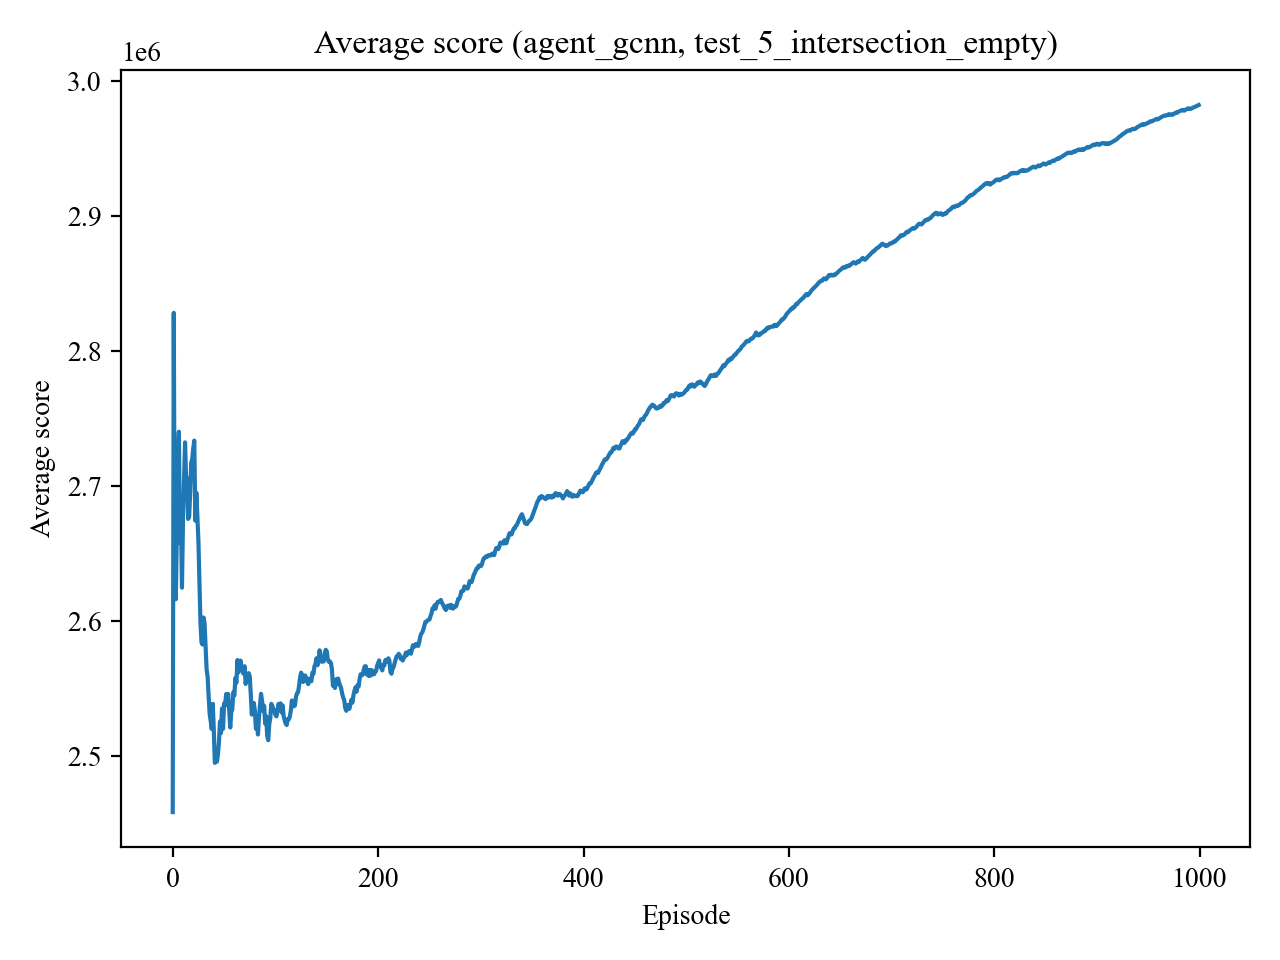 Average score (agent_gcnn, test_5_intersection_empty)
1e6
3.0
2.9
2.8
2.7
2.6
2.5
Average score
0 200 400 600 800 1000
Episode